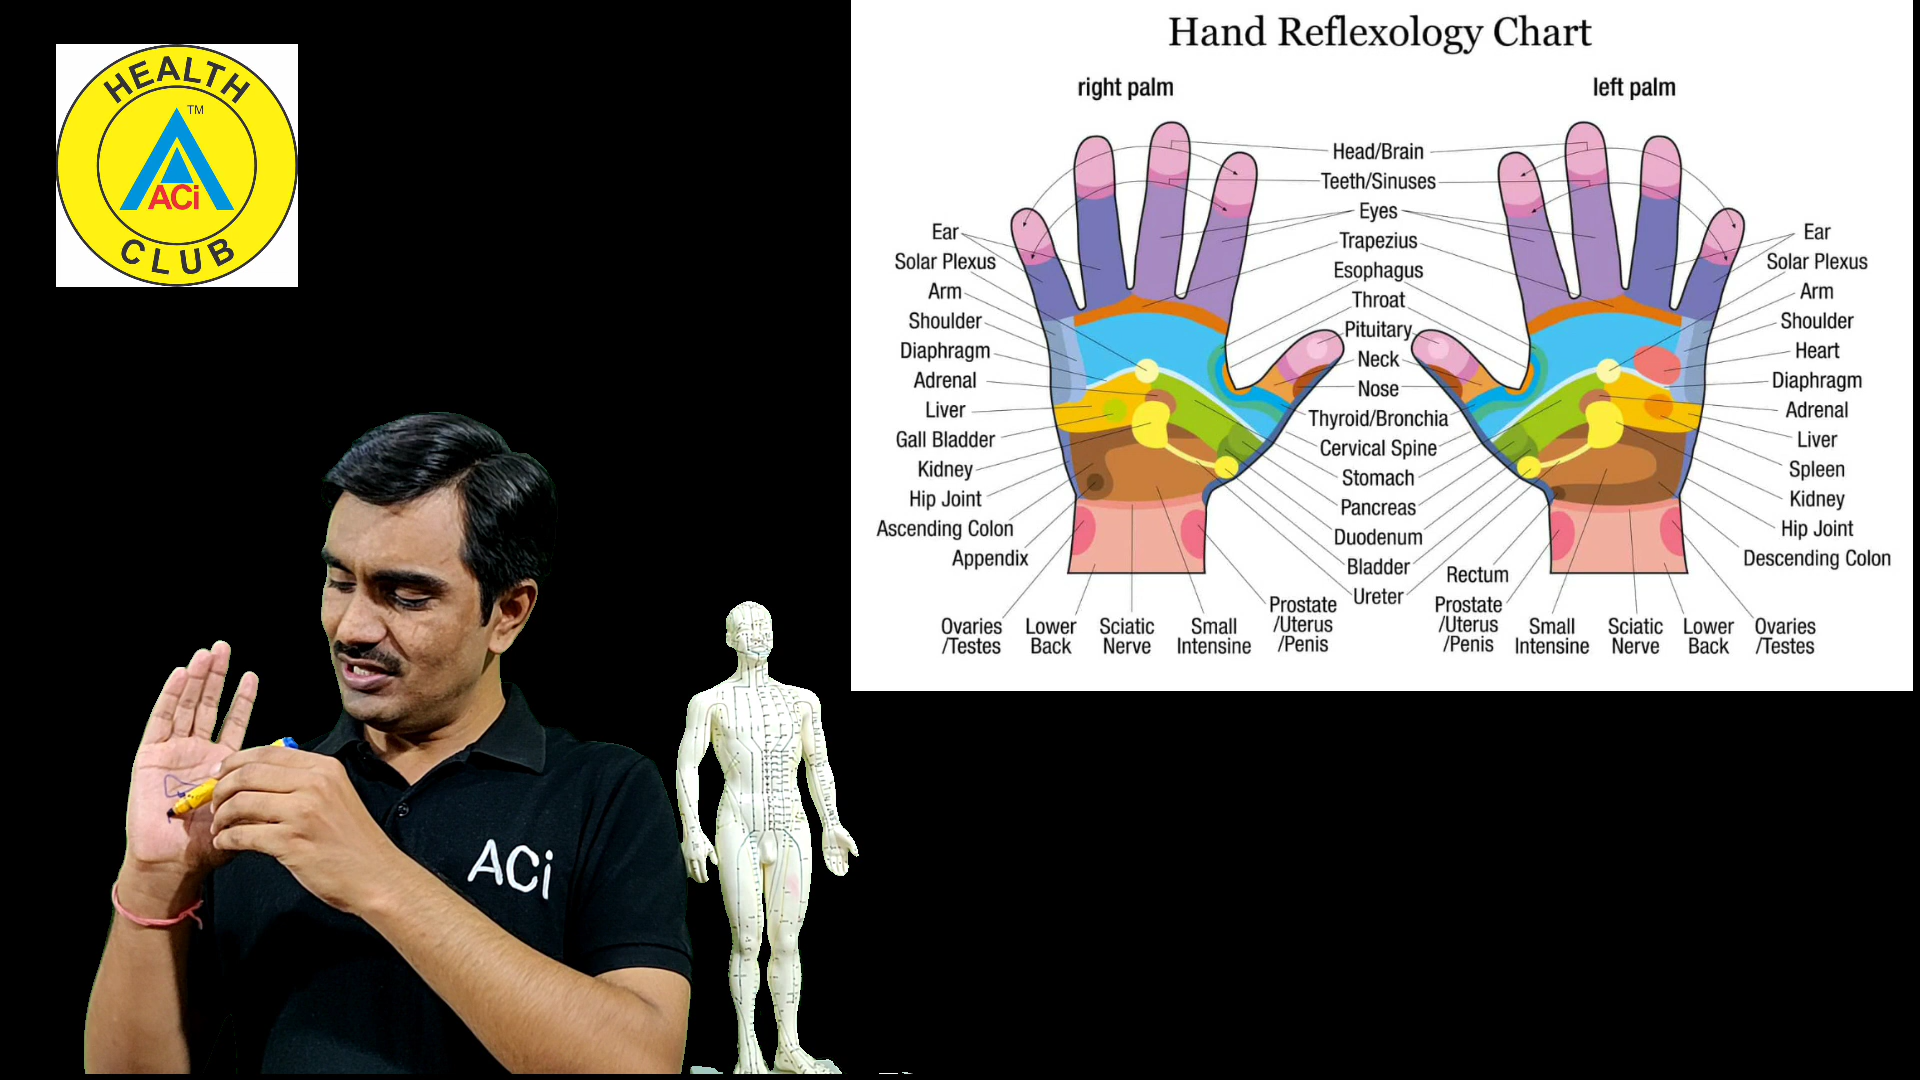 HEALTH
TM
ACi
CLUB
ACi
Hand Reflexology Chart
right palm
left palm
Ear
Solar Plexus
Arm
Shoulder
Diaphragm
Adrenal
Liver
Gall Bladder
Kidney
Hip Joint
Ascending Colon
Appendix
Head/Brain
Teeth/Sinuses
Eyes
Trapezius
Esophagus
Throat
Pituitary
Neck
Nose
Thyroid/Bronchia
Cervical Spine
Stomach
Pancreas
Duodenum
Bladder
Ureter
Ear
Solar Plexus
Arm
Shoulder
Heart
Diaphragm
Adrenal
Liver
Spleen
Kidney
Hip Joint
Descending Colon
Rectum
Ovaries
/Testes
Lower
Back
Sciatic
Nerve
Small
Intensine
Prostate
/Uterus
/Penis
Prostate
/Uterus
/Penis
Small
Intensine
Sciatic
Nerve
Lower
Back
Ovaries
/Testes